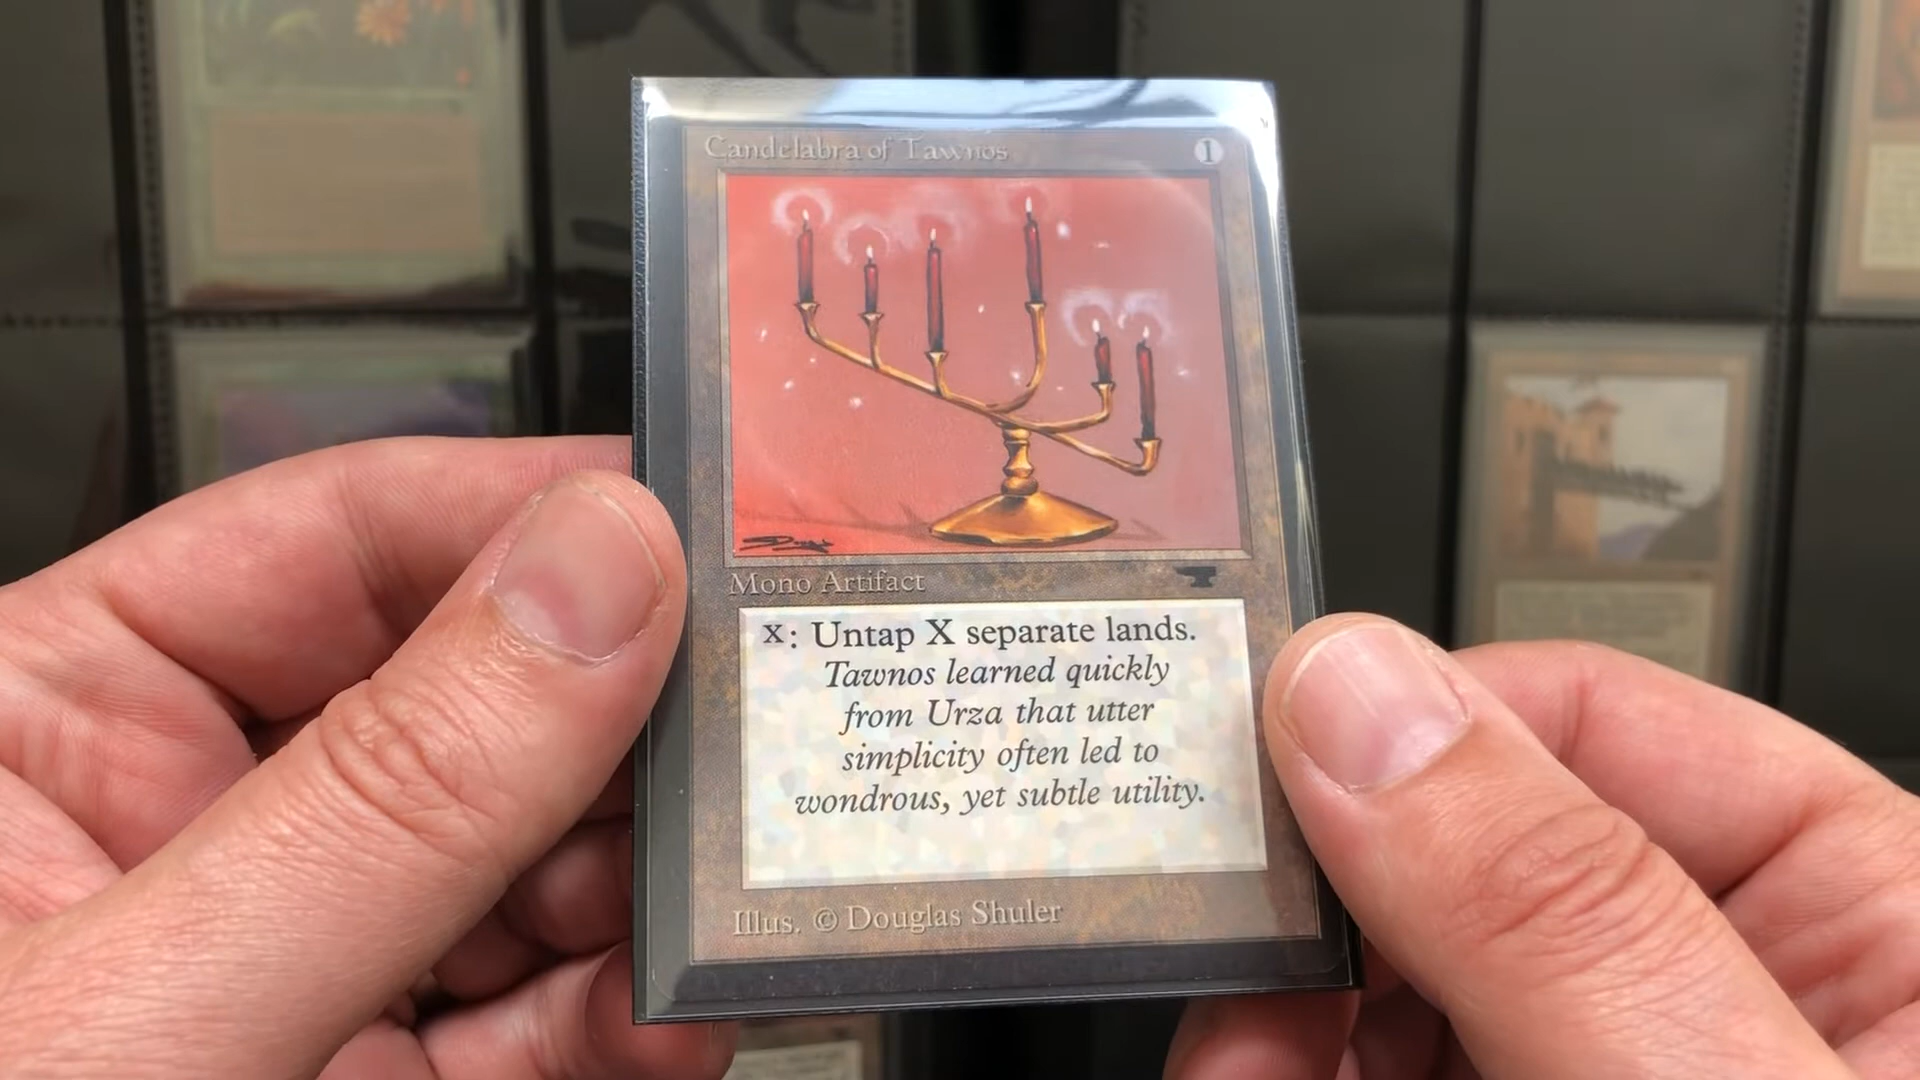 Candelabra of Tawnos 1
Mono Artifact
X: Untap X separate lands.
Tawnos learned quickly
from Urza that utter
simplicity often led to
wondrous, yet subtle utility.
Illus. © Douglas Shuler